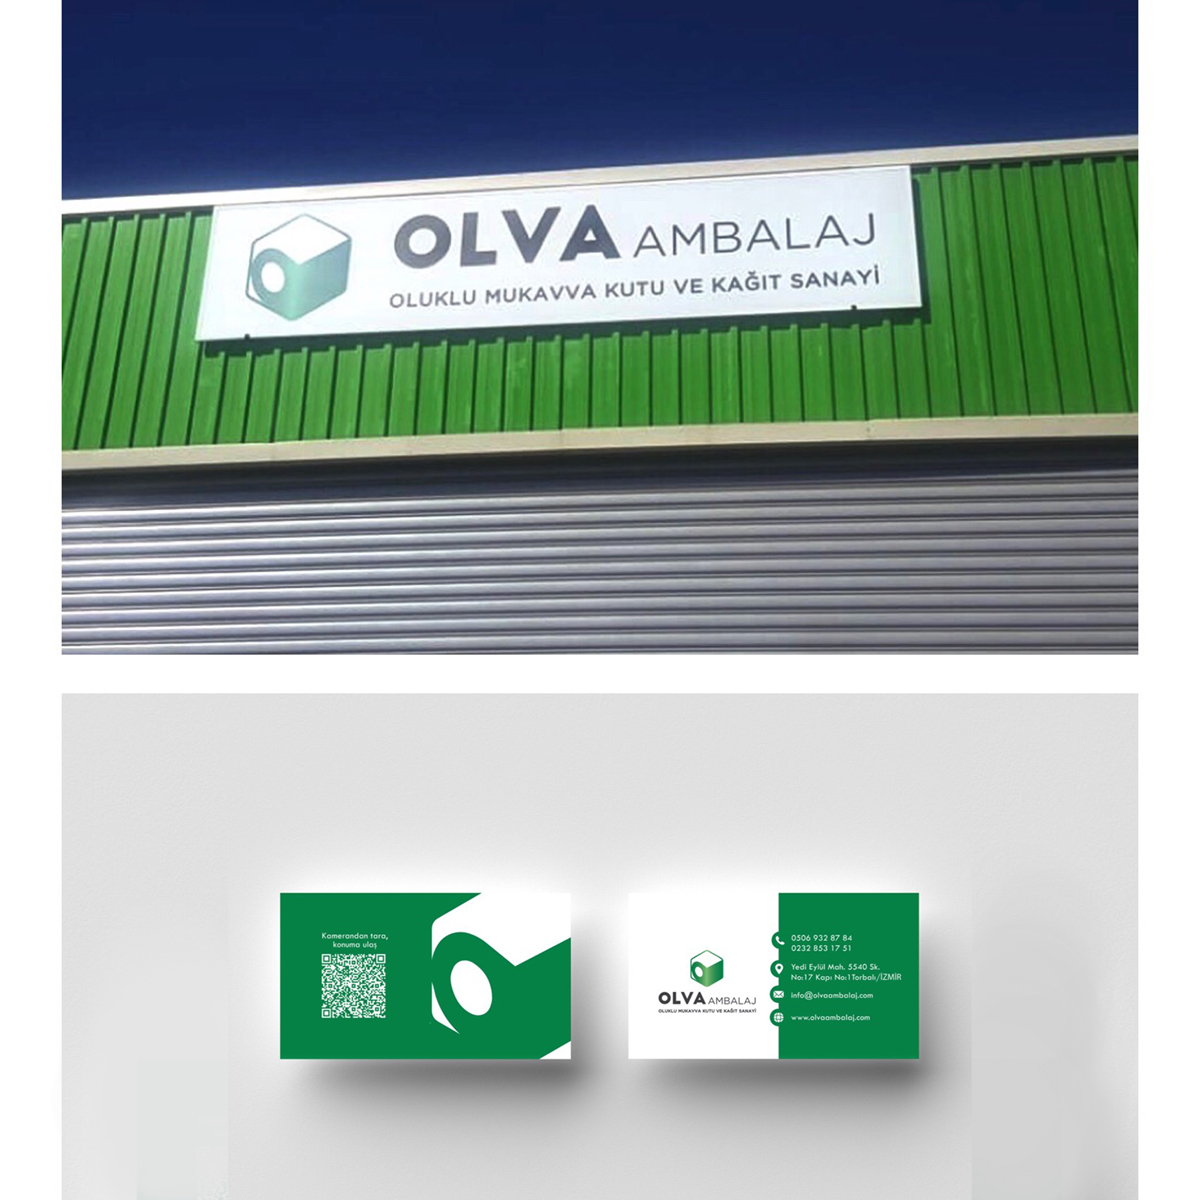 OLVA AMBALAJ
OLUKLU MUKAVVA KUTU VE KAĞIT SANAYİ
Kamerandan tara,
konuma ulaş
OLVA AMBALAJ
OLUKLU MUKAVVA KUTU VE KAĞIT SANAYİ
0506 932 87 84
0232 853 17 51
Yedi Eylül Mah. 5540 Sk.
No:17 Kapı No:1Torbalı/İZMİR
info@olvaambalaj.com
www.olvaambalaj.com